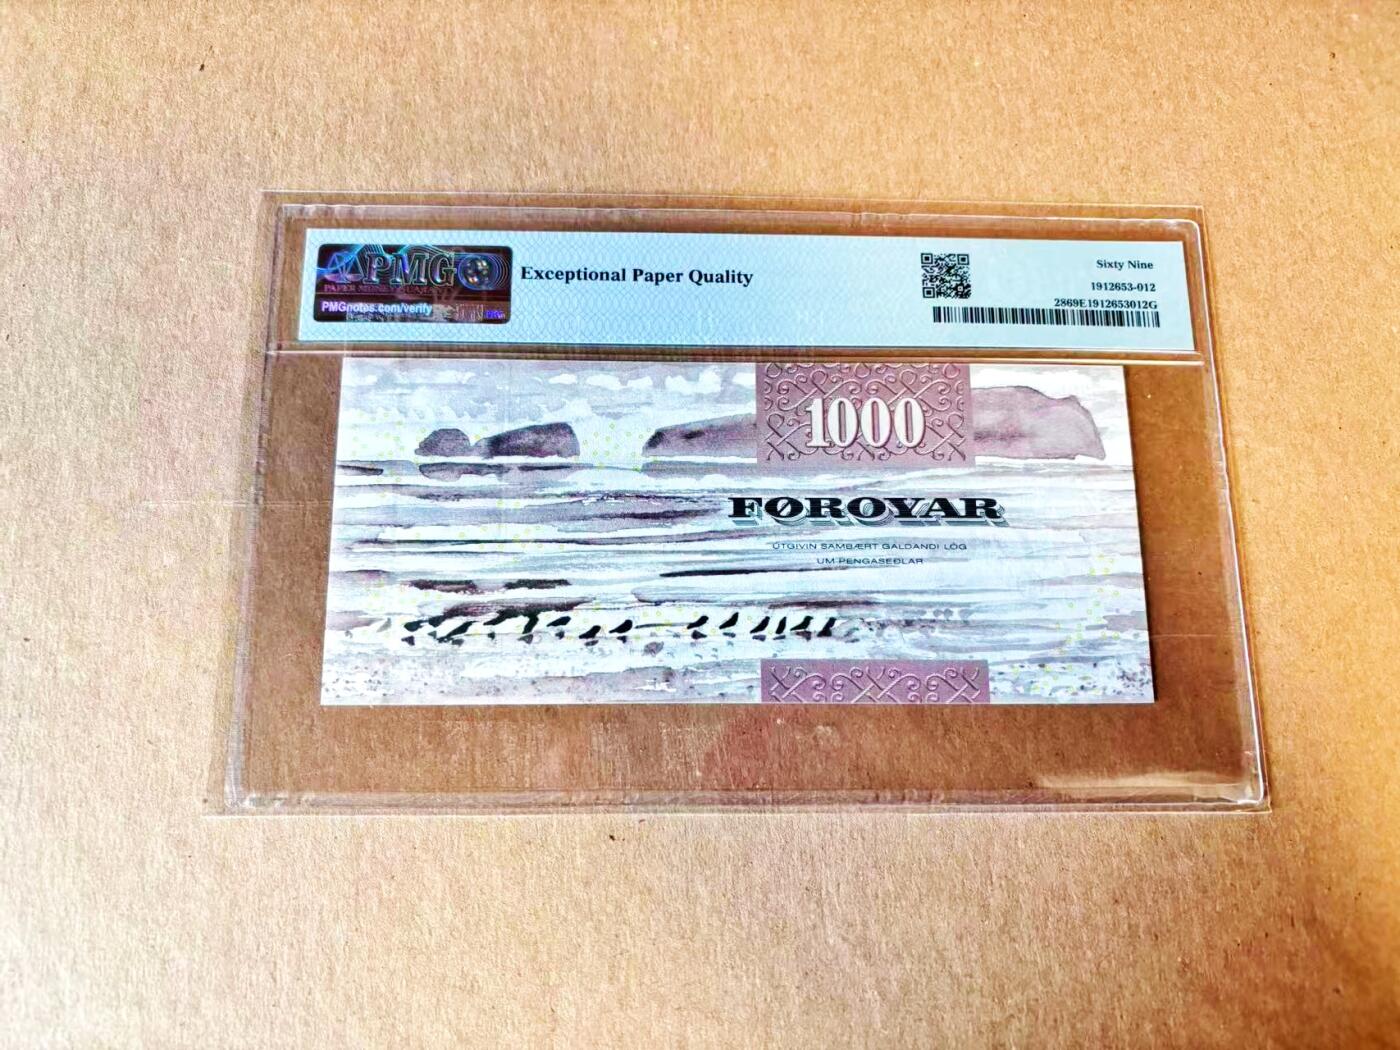 PMG
PAPER MONEY GUARANTY
PMGnotes.com/verify
Exceptional Paper Quality
Sixty Nine
1912653-012
2869E1912653012G
1000
FØROYAR
ÚTGIVIN SAMBÆRT GALDANDI LÓG
UM PENGASEÐLAR